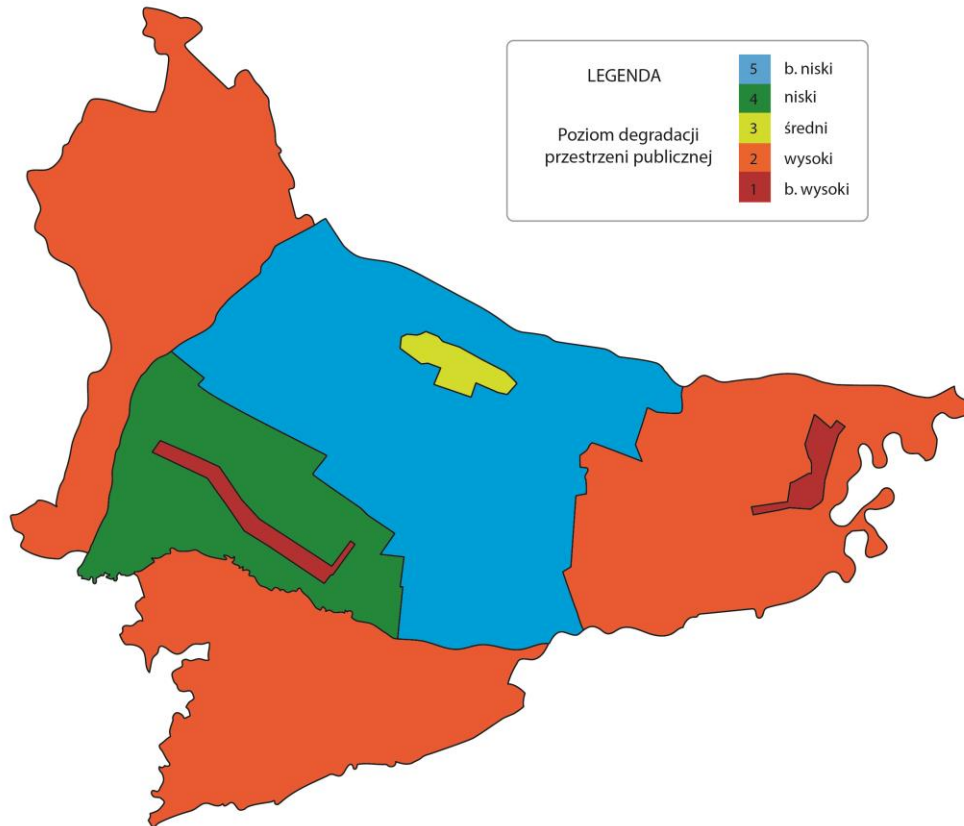 LEGENDA
Poziom degradacji
przestrzeni publicznej
5 b. niski
4 niski
3 średni
2 wysoki
1 b. wysoki